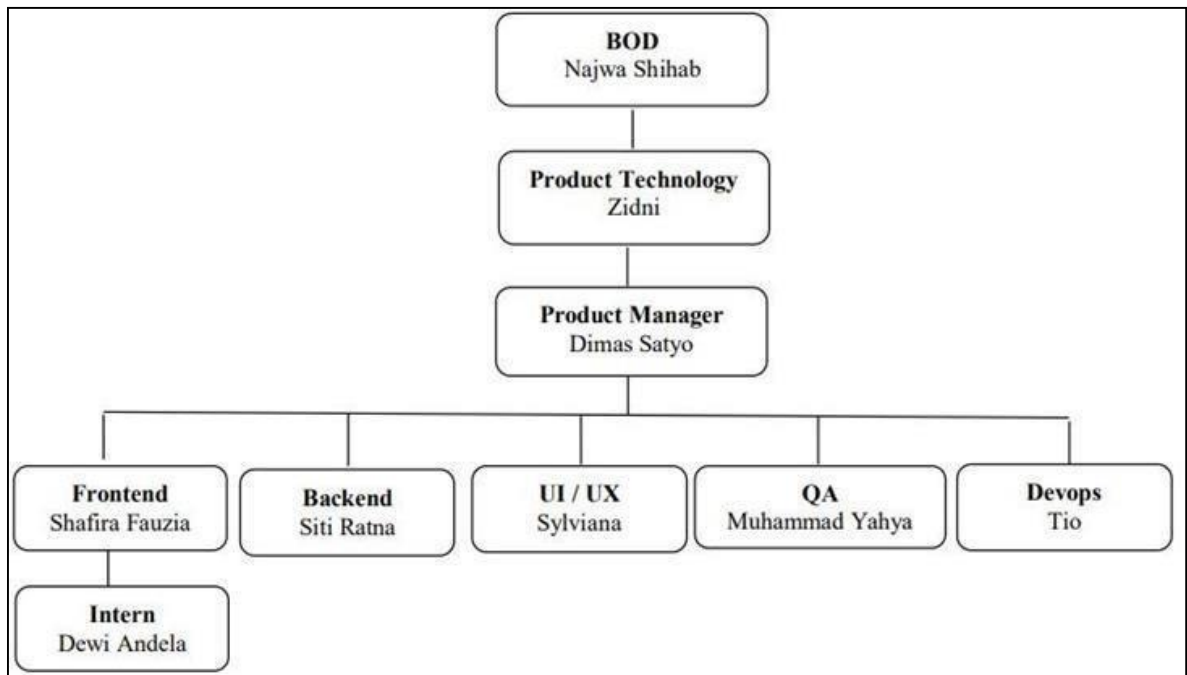 BOD
Najwa Shihab
Product Technology
Zidni
Product Manager
Dimas Satyo
Frontend
Shafira Fauzia
Backend
Siti Ratna
UI / UX
Sylviana
QA
Muhammad Yahya
Devops
Tio
Intern
Dewi Andela